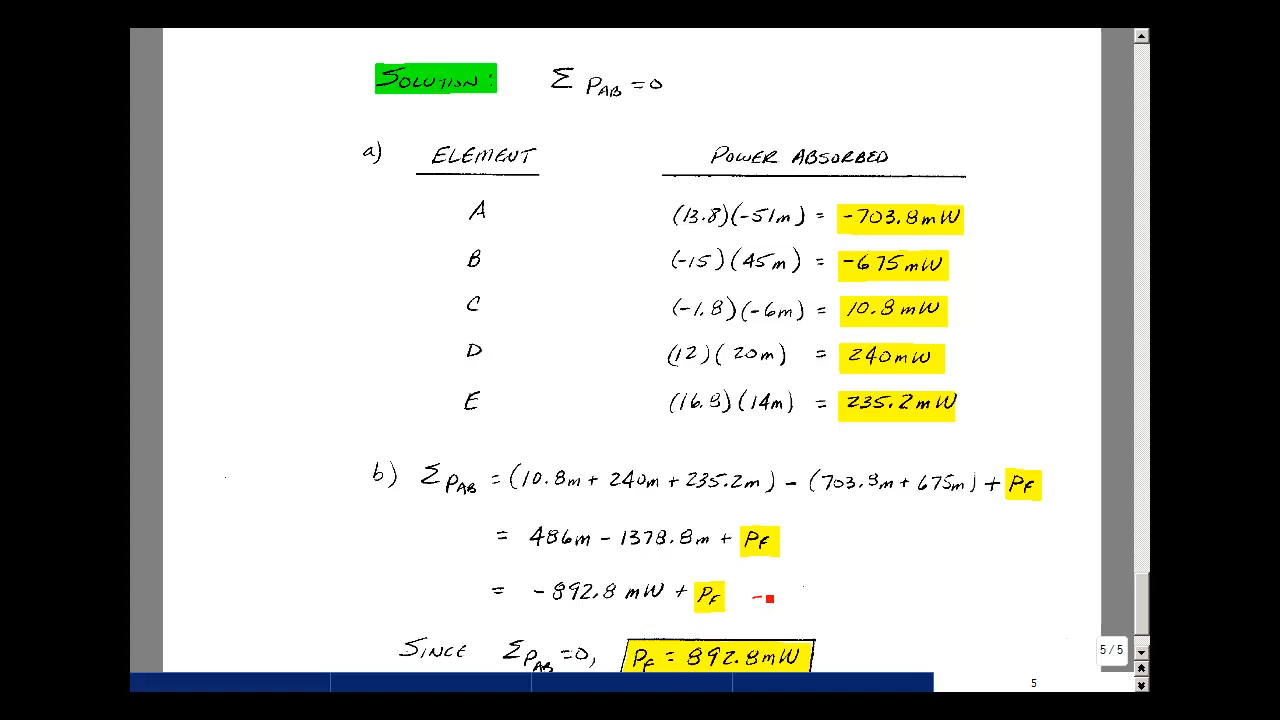 SOLUTION: Σ P_AB = 0
a) ELEMENT POWER ABSORBED
A (13.8)(-51m) = -703.8mW
B (-15)(45m) = -675mW
C (-1.8)(-6m) = 10.8mW
D (12)(20m) = 240mW
E (16.8)(14m) = 235.2mW
b) Σ P_AB = (10.8m + 240m + 235.2m) - (703.8m + 675m) + P_F
= 486m - 1378.8m + P_F
= -892.8 mW + P_F
SINCE Σ P_AB = 0, P_F = 892.8mW
5/5
5